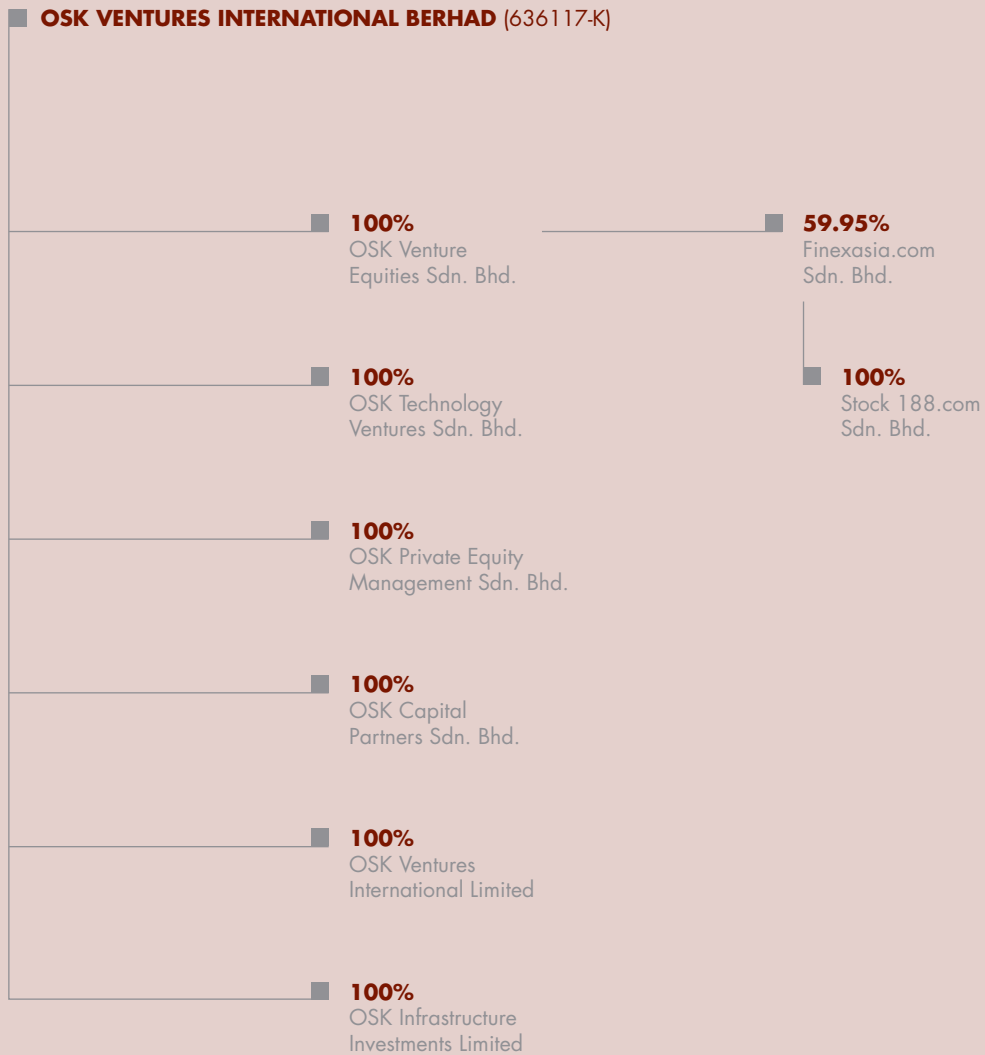 OSK VENTURES INTERNATIONAL BERHAD (636117-K)
100%
OSK Venture
Equities Sdn. Bhd.
59.95%
Finexasia.com
Sdn. Bhd.
100%
OSK Technology
Ventures Sdn. Bhd.
100%
Stock 188.com
Sdn. Bhd.
100%
OSK Private Equity
Management Sdn. Bhd.
100%
OSK Capital
Partners Sdn. Bhd.
100%
OSK Ventures
International Limited
100%
OSK Infrastructure
Investments Limited